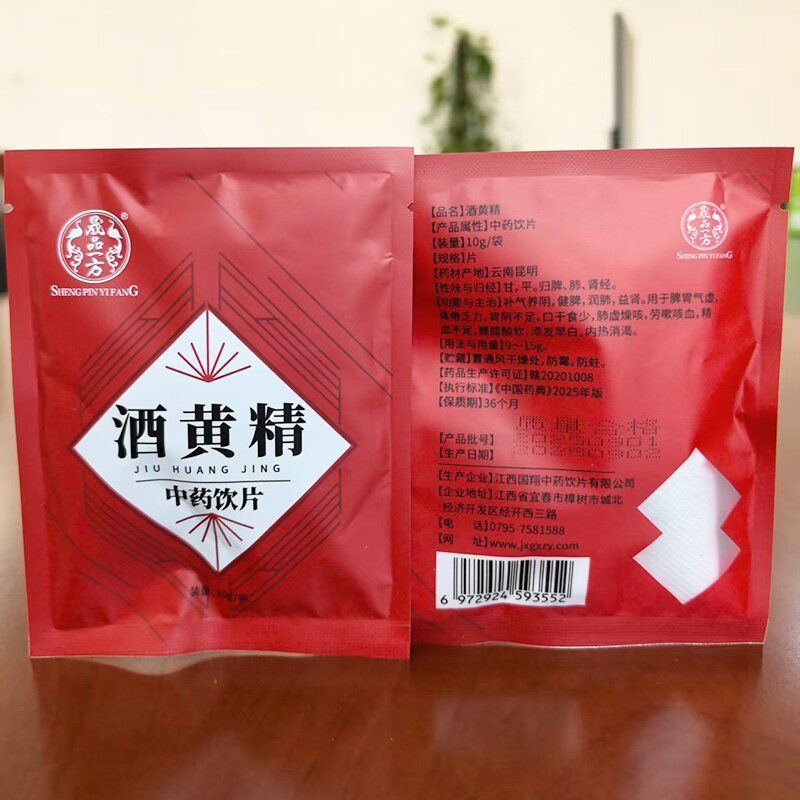 晟品一方
®
SHENG PIN YI FANG
酒黄精
JIU HUANG JING
中药饮片
装量:10g/袋
晟品一方
®
SHENG PIN YI FANG
【品名】酒黄精
【产品属性】中药饮片
【装量】10g/袋
【规格】片
【药材产地】云南昆明
【性味与归经】甘,平。归脾、肺、肾经。
【功能与主治】补气养阴,健脾,润肺,益肾。用于脾胃气虚,
体倦乏力,胃阴不足,口干食少,肺虚燥咳,劳嗽咳血,精
血不足,腰膝酸软,须发早白,内热消渴。
【用法与用量】9～15g。
【贮藏】置通风干燥处,防霉,防蛀。
【药品生产许可证】赣20201008
【执行标准】《中国药典》2025年版
【保质期】36个月
【产品批号】
【生产日期】
20250901
【生产企业】江西国翔中药饮片有限公司
【企业地址】江西省宜春市樟树市城北
经济开发区经开西三路
【电 话】0795-7581588
【网 址】www.jxgxzy.com
6 972924 593552